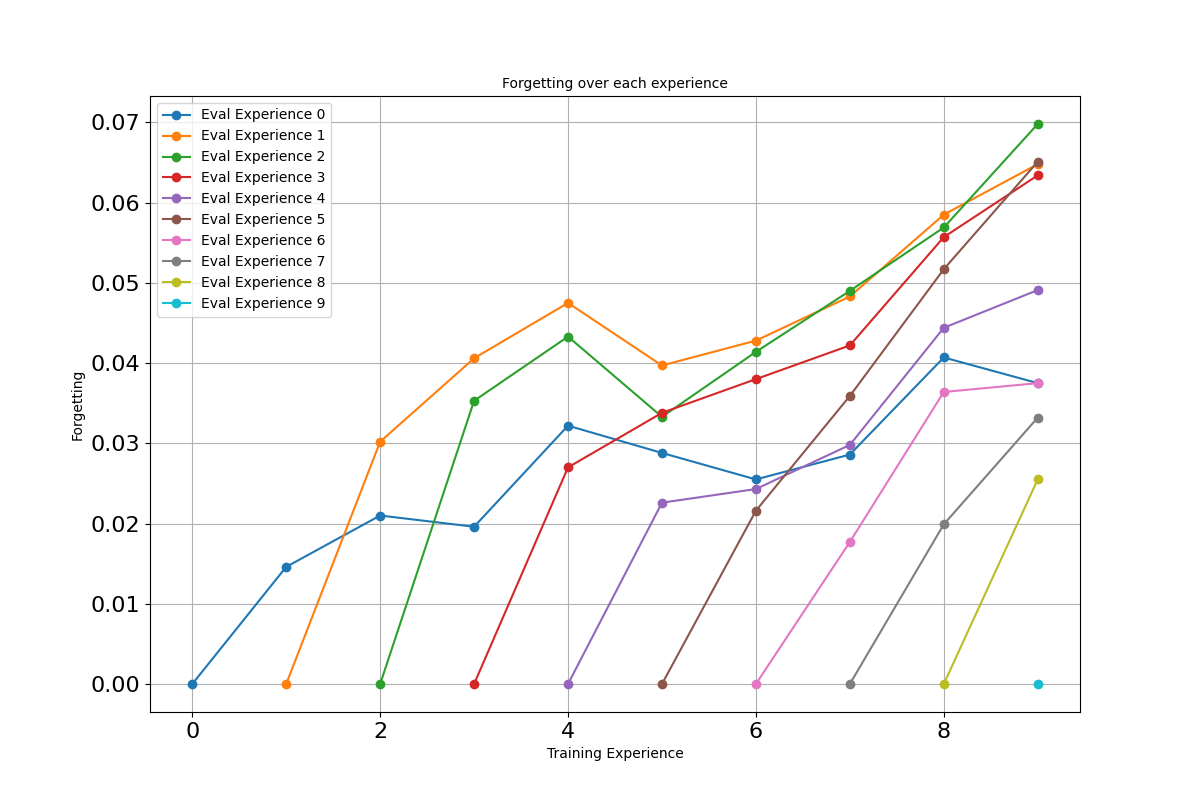 Forgetting over each experience
0.07
0.06
0.05
0.04
0.03
0.02
0.01
0.00
Forgetting
Eval Experience 0
Eval Experience 1
Eval Experience 2
Eval Experience 3
Eval Experience 4
Eval Experience 5
Eval Experience 6
Eval Experience 7
Eval Experience 8
Eval Experience 9
0 2 4 6 8
Training Experience